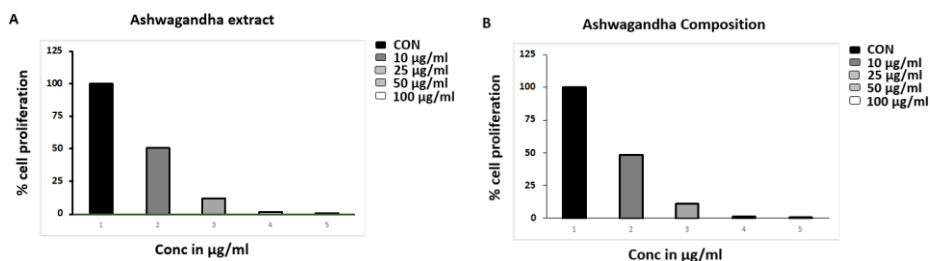 A
Ashwagandha extract
% cell proliferation
125
100
75
50
25
0
1 2 3 4 5
Conc in µg/ml
CON
10 µg/ml
25 µg/ml
50 µg/ml
100 µg/ml
B
Ashwagandha Composition
% cell proliferation
125
100
75
50
25
0
1 2 3 4 5
Conc in µg/ml
CON
10 µg/ml
25 µg/ml
50 µg/ml
100 µg/ml